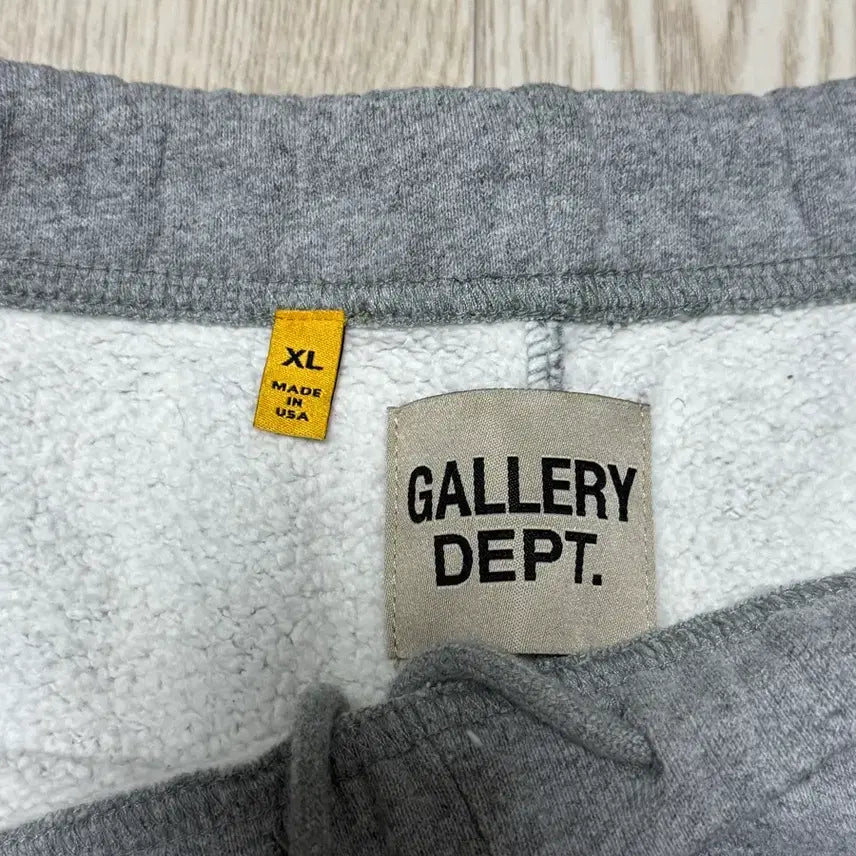 XL
MADE
IN
USA
GALLERY
DEPT.